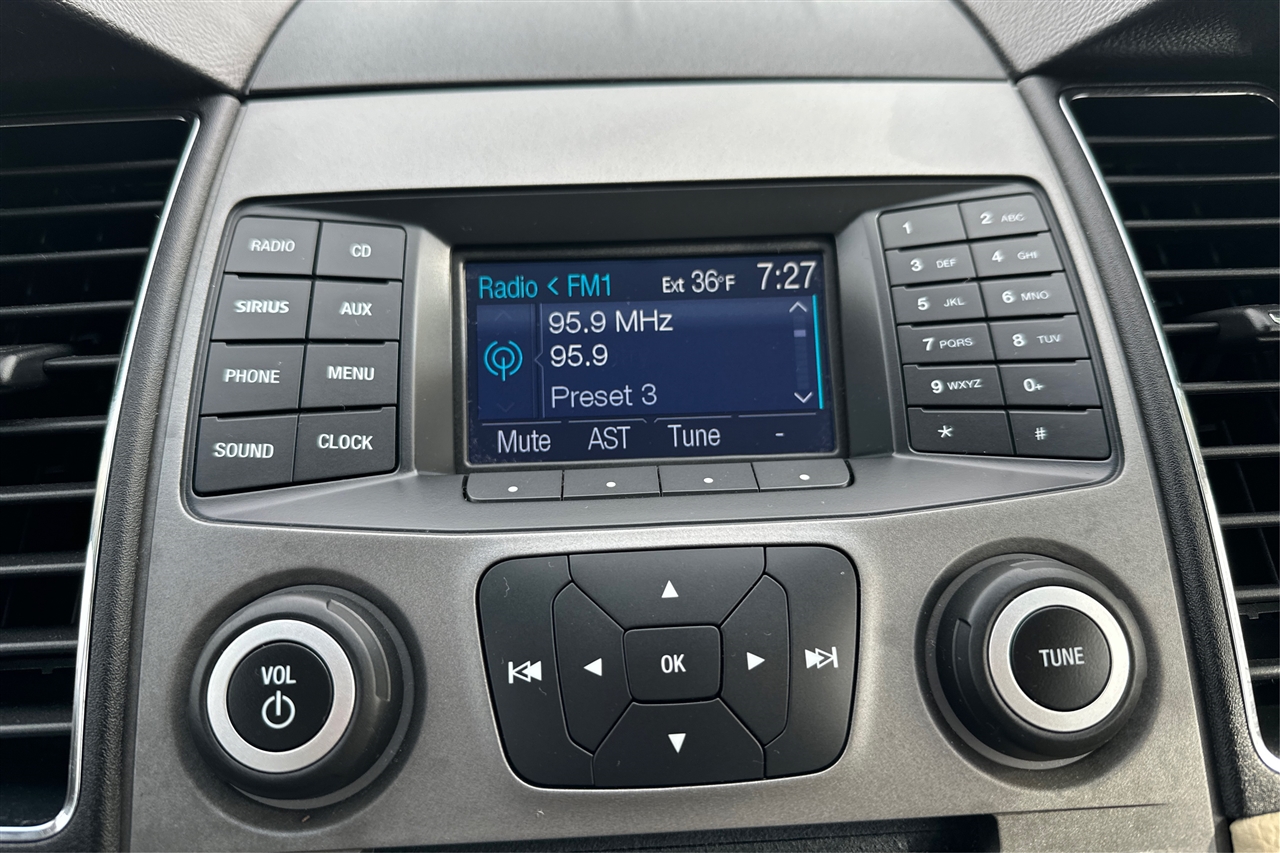 RADIO CD
SIRIUS AUX
PHONE MENU
SOUND CLOCK
Radio < FM1 Ext 36°F 7:27
95.9 MHz
95.9
Preset 3
Mute AST Tune -
1 2 ABC
3 DEF 4 GHI
5 JKL 6 MNO
7 PQRS 8 TUV
9 WXYZ 0+
* #
VOL
OK
TUNE